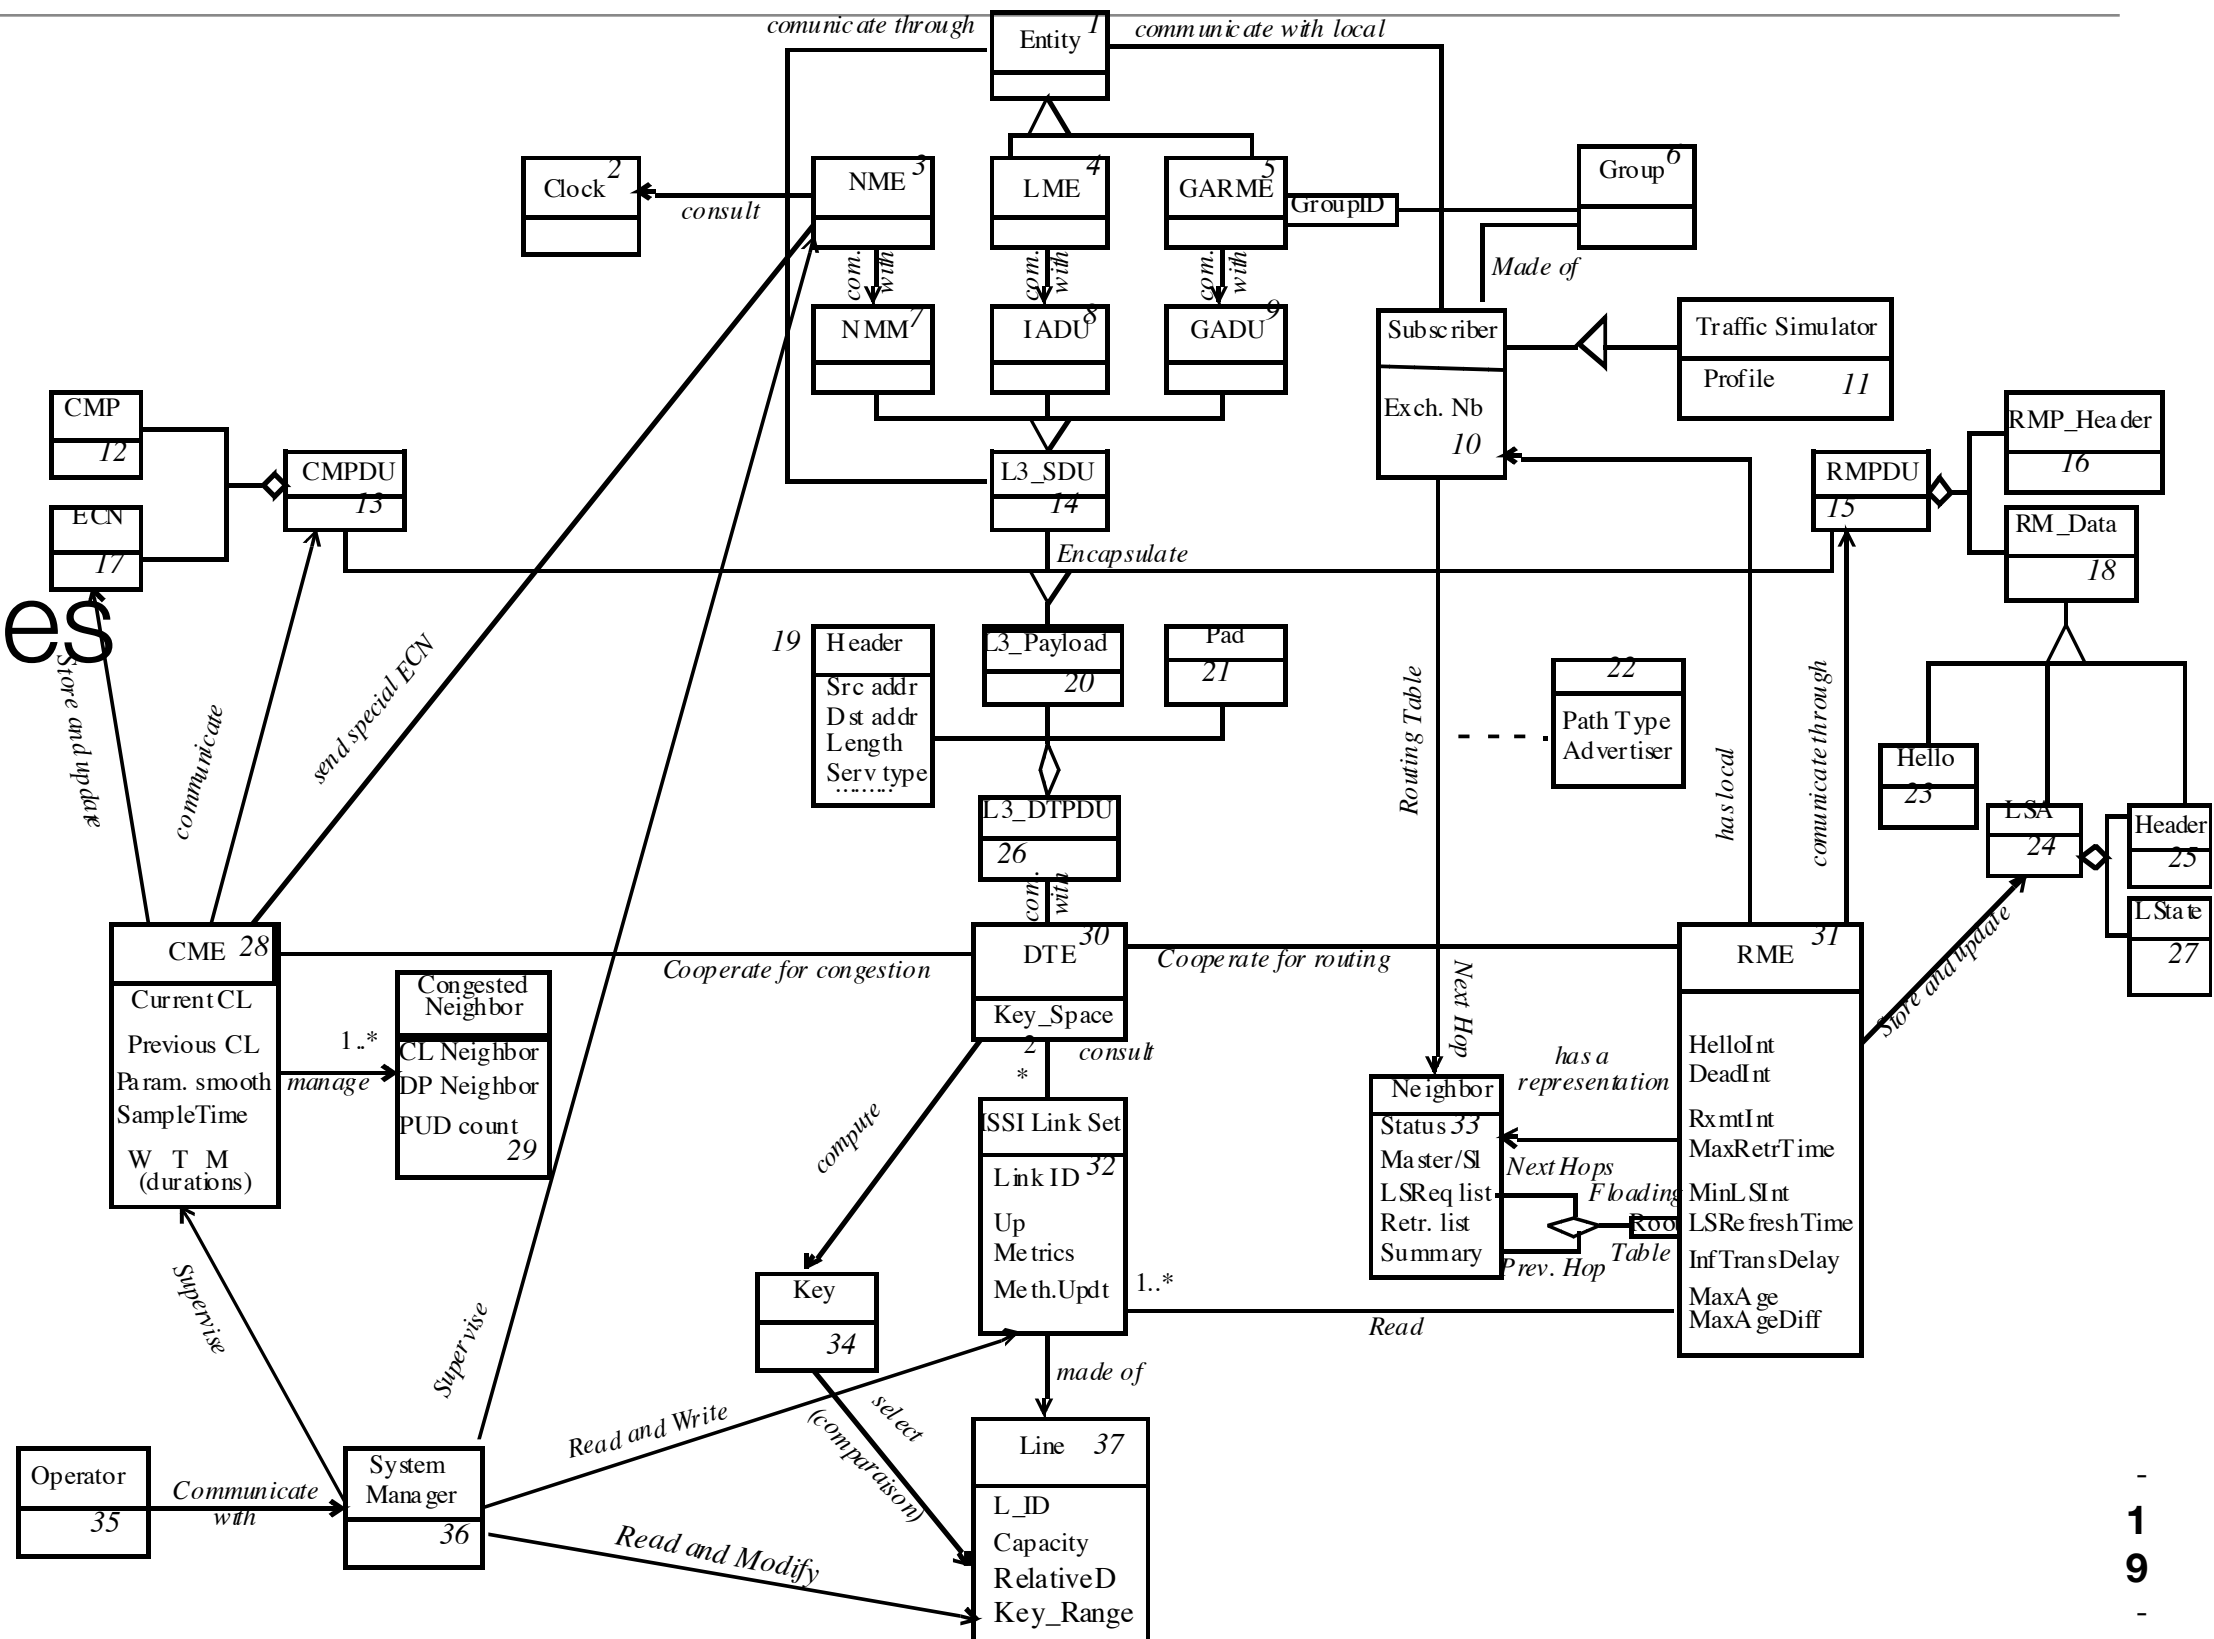 comunicate through
Entity 1
communicate with local
Clock 2
consult
NME 3
LME 4
GARME 5
GroupID
Group 6
Made of
com. with
com. with
com. with
NMM 7
IADU 8
GADU 9
Subscriber
Exch. Nb
10
Traffic Simulator
Profile 11
CMP
12
CMPDU
13
ECN
17
L3_SDU
14
Encapsulate
RMPDU
15
RMP_Header
16
RM_Data
18
es
Store and update
communicate
send special ECN
19
Header
Src addr
Dst addr
Length
Serv type
.........
L3_Payload
20
Pad
21
Routing Table
22
Path Type
Advertiser
has local
comunicate through
Hello
23
LSA
24
Header
25
LState
27
L3_DTPDU
26
com. with
CME 28
Current CL
Previous CL
Param. smooth
SampleTime
W T M
(durations)
Cooperate for congestion
1..*
manage
Congested
Neighbor
CL Neighbor
DP Neighbor
PUD count
29
DTE 30
Key_Space
2
*
consult
Cooperate for routing
Next Hop
RME 31
HelloInt
DeadInt
RxmtInt
MaxRetrTime
MinLSInt
LSRefreshTime
InfTransDelay
MaxAge
MaxAgeDiff
Store and update
has a
representation
Neighbor
Status 33
Master/Sl
LSReq list
Retr. list
Summary
Next Hops
Floading
Roo
Table
Prev. Hop
compute
ISSI Link Set
Link ID 32
Up
Metrics
Meth.Updt
1..*
Read
Key
34
Supervise
Supervise
made of
select
(comparaison)
Read and Write
Operator
35
Communicate
with
System
Manager
36
Read and Modify
Line 37
L_ID
Capacity
RelativeD
Key_Range
-
1
9
-